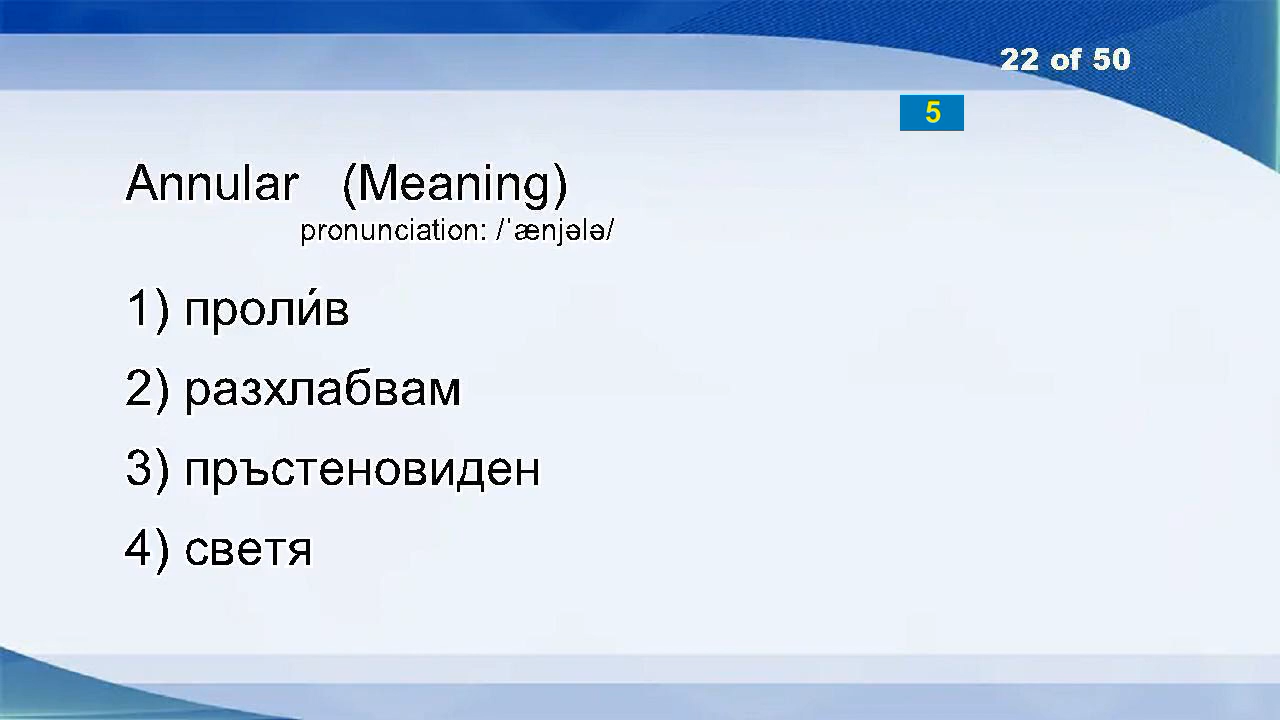 22 of 50
5
Annular (Meaning)
pronunciation: /ˈænjələ/
1) проли́в
2) разхлабвам
3) пръстеновиден
4) светя